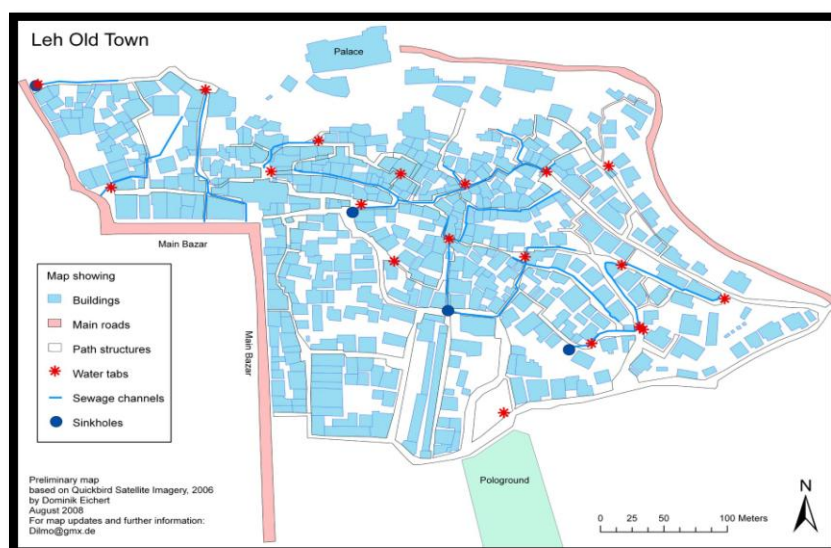 Leh Old Town
Palace
Main Bazar
Main Bazar
Map showing
Buildings
Main roads
Path structures
Water tabs
Sewage channels
Sinkholes
Preliminary map
based on Quickbird Satellite Imagery, 2006
by Dominik Eichert
August 2008
For map updates and further information:
Dilmo@gmx.de
Pologround
N
0 25 50 100 Meters